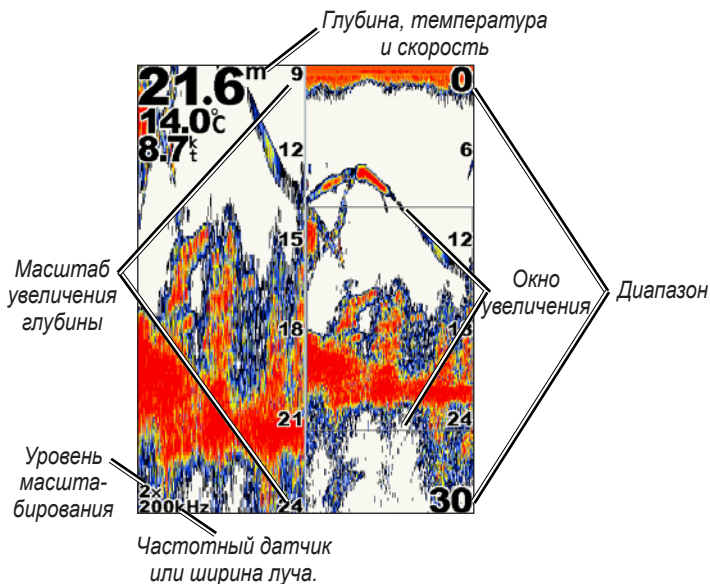 Глубина, температура
и скорость
21.6m
14.0°C
8.7kt
9
12
15
18
21
24
0
6
12
18
24
30
Масштаб
увеличения
глубины
Окно
увеличения
Диапазон
Уровень
масшта-
бирования
2x
200kHz
Частотный датчик
или ширина луча.